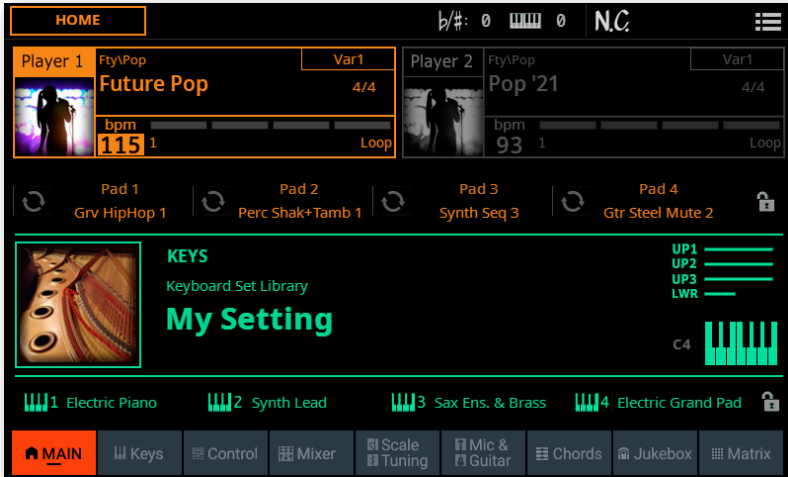 HOME
♭/#: 0 0 N.C.
Player 1 Fty\Pop Var1
Future Pop 4/4
bpm
115 1 Loop
Player 2 Fty\Pop Var1
Pop '21 4/4
bpm
93 1 Loop
Pad 1
Grv HipHop 1
Pad 2
Perc Shak+Tamb 1
Pad 3
Synth Seq 3
Pad 4
Gtr Steel Mute 2
KEYS
Keyboard Set Library
My Setting
UP1
UP2
UP3
LWR
C4
1 Electric Piano
2 Synth Lead
3 Sax Ens. & Brass
4 Electric Grand Pad
MAIN
Keys
Control
Mixer
Scale
Tuning
Mic &
Guitar
Chords
Jukebox
Matrix